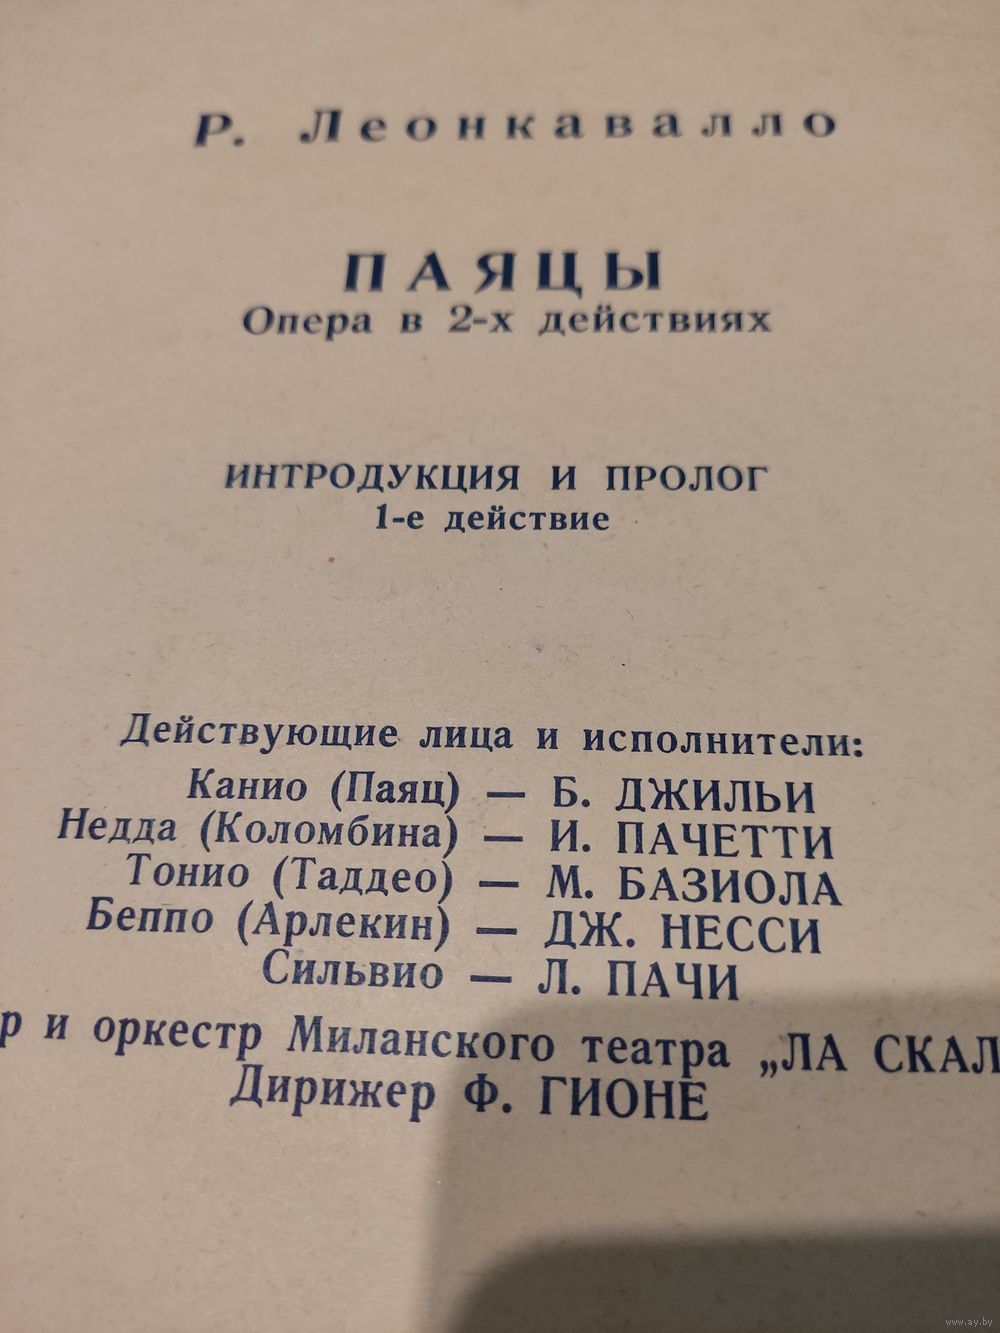 Р. Леонкавалло
ПАЯЦЫ
Опера в 2-х действиях
ИНТРОДУКЦИЯ И ПРОЛОГ
1-е действие
Действующие лица и исполнители:
Канио (Паяц) — Б. ДЖИЛЬИ
Недда (Коломбина) — И. ПАЧЕТТИ
Тонио (Таддео) — М. БАЗИОЛА
Беппо (Арлекин) — ДЖ. НЕССИ
Сильвио — Л. ПАЧИ
р и оркестр Миланского театра „ЛА СКАЛ
Дирижер Ф. ГИОНЕ
www.ay.by